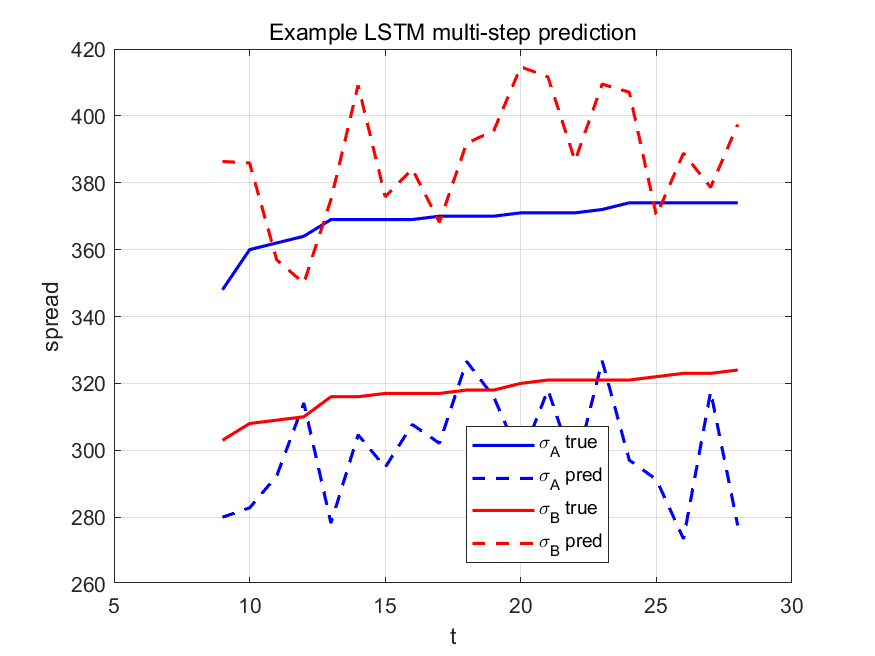 Example LSTM multi-step prediction
420
400
380
360
340
320
300
280
260
spread
σA true
σA pred
σB true
σB pred
5
10
15
20
25
30
t